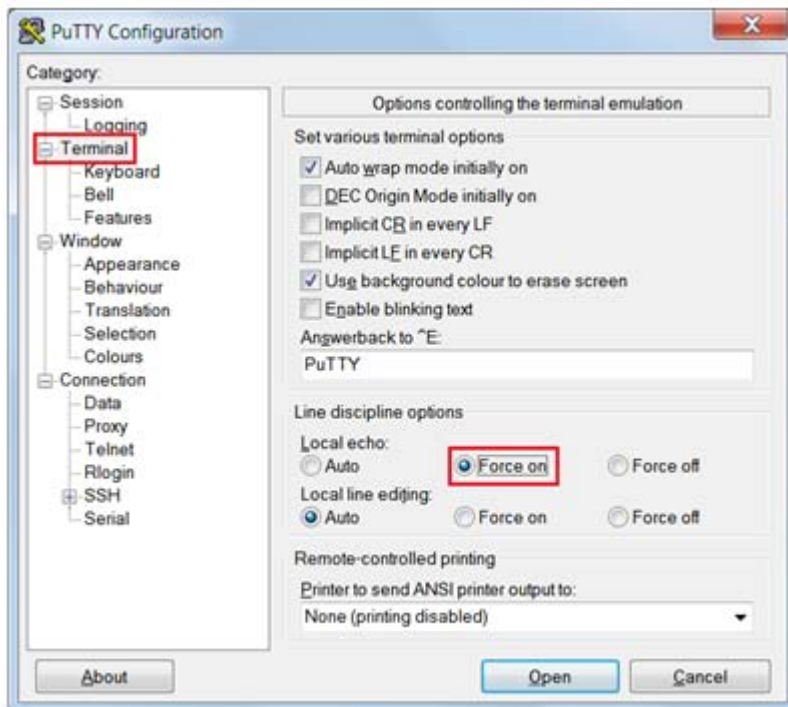 PuTTY Configuration
Category:
Session
Logging
Terminal
Keyboard
Bell
Features
Window
Appearance
Behaviour
Translation
Selection
Colours
Connection
Data
Proxy
Telnet
Rlogin
SSH
Serial
Options controlling the terminal emulation
Set various terminal options
Auto wrap mode initially on
DEC Origin Mode initially on
Implicit CR in every LF
Implicit LF in every CR
Use background colour to erase screen
Enable blinking text
Answerback to ^E:
PuTTY
Line discipline options
Local echo:
Auto Force on Force off
Local line editing:
Auto Force on Force off
Remote-controlled printing
Printer to send ANSI printer output to:
None (printing disabled)
About Open Cancel